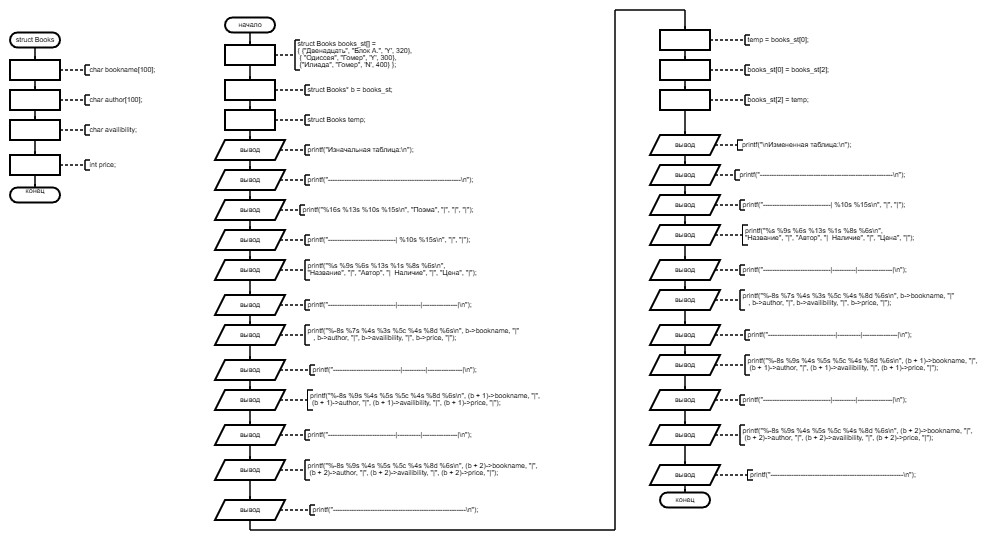 struct Books
char bookname[100];
char author[100];
char availibility;
int price;
конец
начало
struct Books books_st[] =
{ {"Двенадцать", "Блок А.", 'Y', 320},
{ "Одиссея", "Гомер", 'Y', 300},
{"Илиада", "Гомер", 'N', 400} };
struct Books* b = books_st;
struct Books temp;
вывод
printf("Изначальная таблица:\n");
вывод
вывод
printf("%16s %13s %10s %15s\n", "Поэма", "|", "|", "|");
вывод
вывод
printf("%s %9s %6s %13s %1s %8s %6s\n",
"Название", "|", "Автор", "| Наличие", "|", "Цена", "|");
вывод
вывод
printf("%-8s %7s %4s %3s %5c %4s %8d %6s\n", b->bookname, "|"
, b->author, "|", b->availibility, "|", b->price, "|");
вывод
вывод
printf("%-8s %9s %4s %5s %5c %4s %8d %6s\n", (b + 1)->bookname, "|",
(b + 1)->author, "|", (b + 1)->availibility, "|", (b + 1)->price, "|");
вывод
вывод
printf("%-8s %9s %4s %5s %5c %4s %8d %6s\n", (b + 2)->bookname, "|",
(b + 2)->author, "|", (b + 2)->availibility, "|", (b + 2)->price, "|");
вывод
temp = books_st[0];
books_st[0] = books_st[2];
books_st[2] = temp;
вывод
printf("\nИзмененная таблица:\n");
вывод
вывод
вывод
printf("%s %9s %6s %13s %1s %8s %6s\n",
"Название", "|", "Автор", "| Наличие", "|", "Цена", "|");
вывод
вывод
printf("%-8s %7s %4s %3s %5c %4s %8d %6s\n", b->bookname, "|"
, b->author, "|", b->availibility, "|", b->price, "|");
вывод
вывод
printf("%-8s %9s %4s %5s %5c %4s %8d %6s\n", (b + 1)->bookname, "|",
(b + 1)->author, "|", (b + 1)->availibility, "|", (b + 1)->price, "|");
вывод
вывод
printf("%-8s %9s %4s %5s %5c %4s %8d %6s\n", (b + 2)->bookname, "|",
(b + 2)->author, "|", (b + 2)->availibility, "|", (b + 2)->price, "|");
вывод
конец